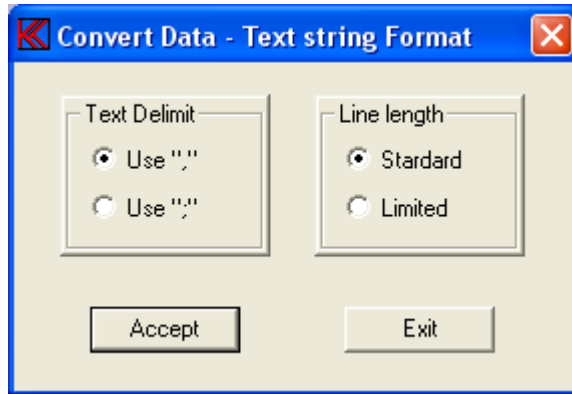 Convert Data - Text string Format
Text Delimit
Use ","
Use ";"
Line length
Stardard
Limited
Accept
Exit